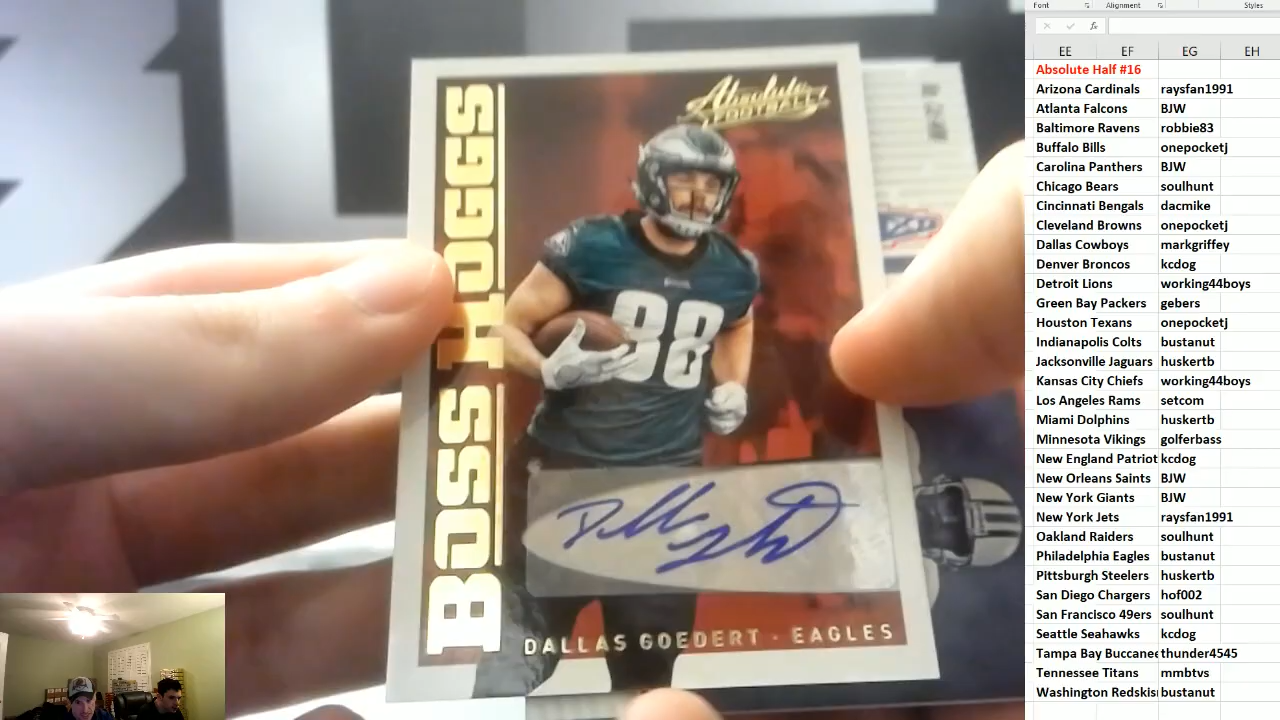 Absolute
FOOTBALL
BOSS HOGGS
88
DALLAS GOEDERT · EAGLES
Font
Alignment
Styles
fx
EE EF EG EH
Absolute Half #16
Arizona Cardinals raysfan1991
Atlanta Falcons BJW
Baltimore Ravens robbie83
Buffalo Bills onepocketj
Carolina Panthers BJW
Chicago Bears soulhunt
Cincinnati Bengals dacmike
Cleveland Browns onepocketj
Dallas Cowboys markgriffey
Denver Broncos kcdog
Detroit Lions working44boys
Green Bay Packers gebers
Houston Texans onepocketj
Indianapolis Colts bustanut
Jacksonville Jaguars huskertb
Kansas City Chiefs working44boys
Los Angeles Rams setcom
Miami Dolphins huskertb
Minnesota Vikings golferbass
New England Patriot kcdog
New Orleans Saints BJW
New York Giants BJW
New York Jets raysfan1991
Oakland Raiders soulhunt
Philadelphia Eagles bustanut
Pittsburgh Steelers huskertb
San Diego Chargers hof002
San Francisco 49ers soulhunt
Seattle Seahawks kcdog
Tampa Bay Buccanee thunder4545
Tennessee Titans mmbtvs
Washington Redskis bustanut